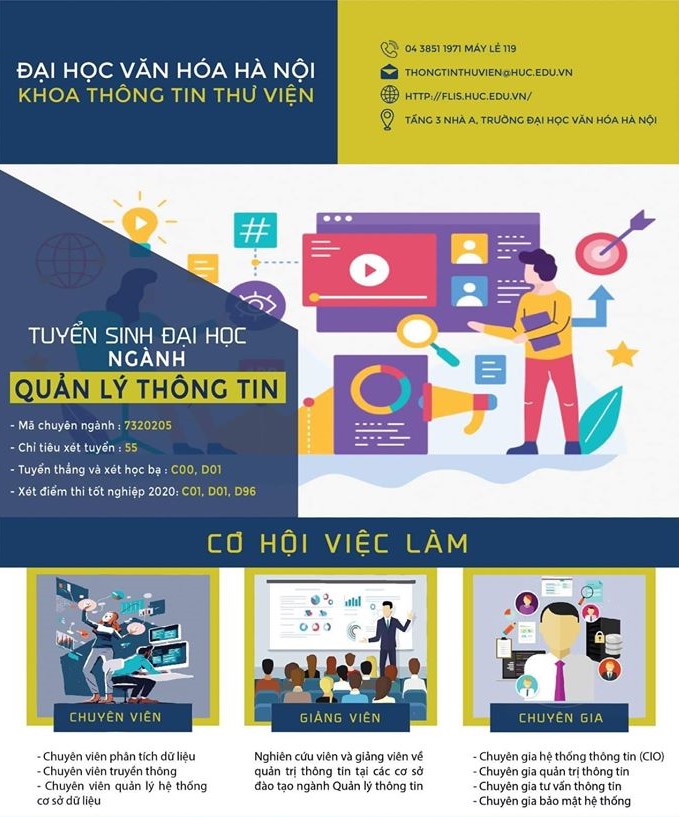 ĐẠI HỌC VĂN HÓA HÀ NỘI
KHOA THÔNG TIN THƯ VIỆN
04 3851 1971 MÁY LẺ 119
THONGTINTHUVIEN@HUC.EDU.VN
HTTP://FLIS.HUC.EDU.VN/
TẦNG 3 NHÀ A, TRƯỜNG ĐẠI HỌC VĂN HÓA HÀ NỘI
#
TUYỂN SINH ĐẠI HỌC
NGÀNH
QUẢN LÝ THÔNG TIN
- Mã chuyên ngành : 7320205
- Chỉ tiêu xét tuyển : 55
- Tuyển thẳng và xét học bạ : C00, D01
- Xét điểm thi tốt nghiệp 2020: C01, D01, D96
CƠ HỘI VIỆC LÀM
CHUYÊN VIÊN
- Chuyên viên phân tích dữ liệu
- Chuyên viên truyền thông
- Chuyên viên quản lý hệ thống
cơ sở dữ liệu
GIẢNG VIÊN
Nghiên cứu viên và giảng viên về
quản trị thông tin tại các cơ sở
đào tạo ngành Quản lý thông tin
CHUYÊN GIA
- Chuyên gia hệ thống thông tin (CIO)
- Chuyên gia quản trị thông tin
- Chuyên gia tư vấn thông tin
- Chuyên gia bảo mật hệ thống